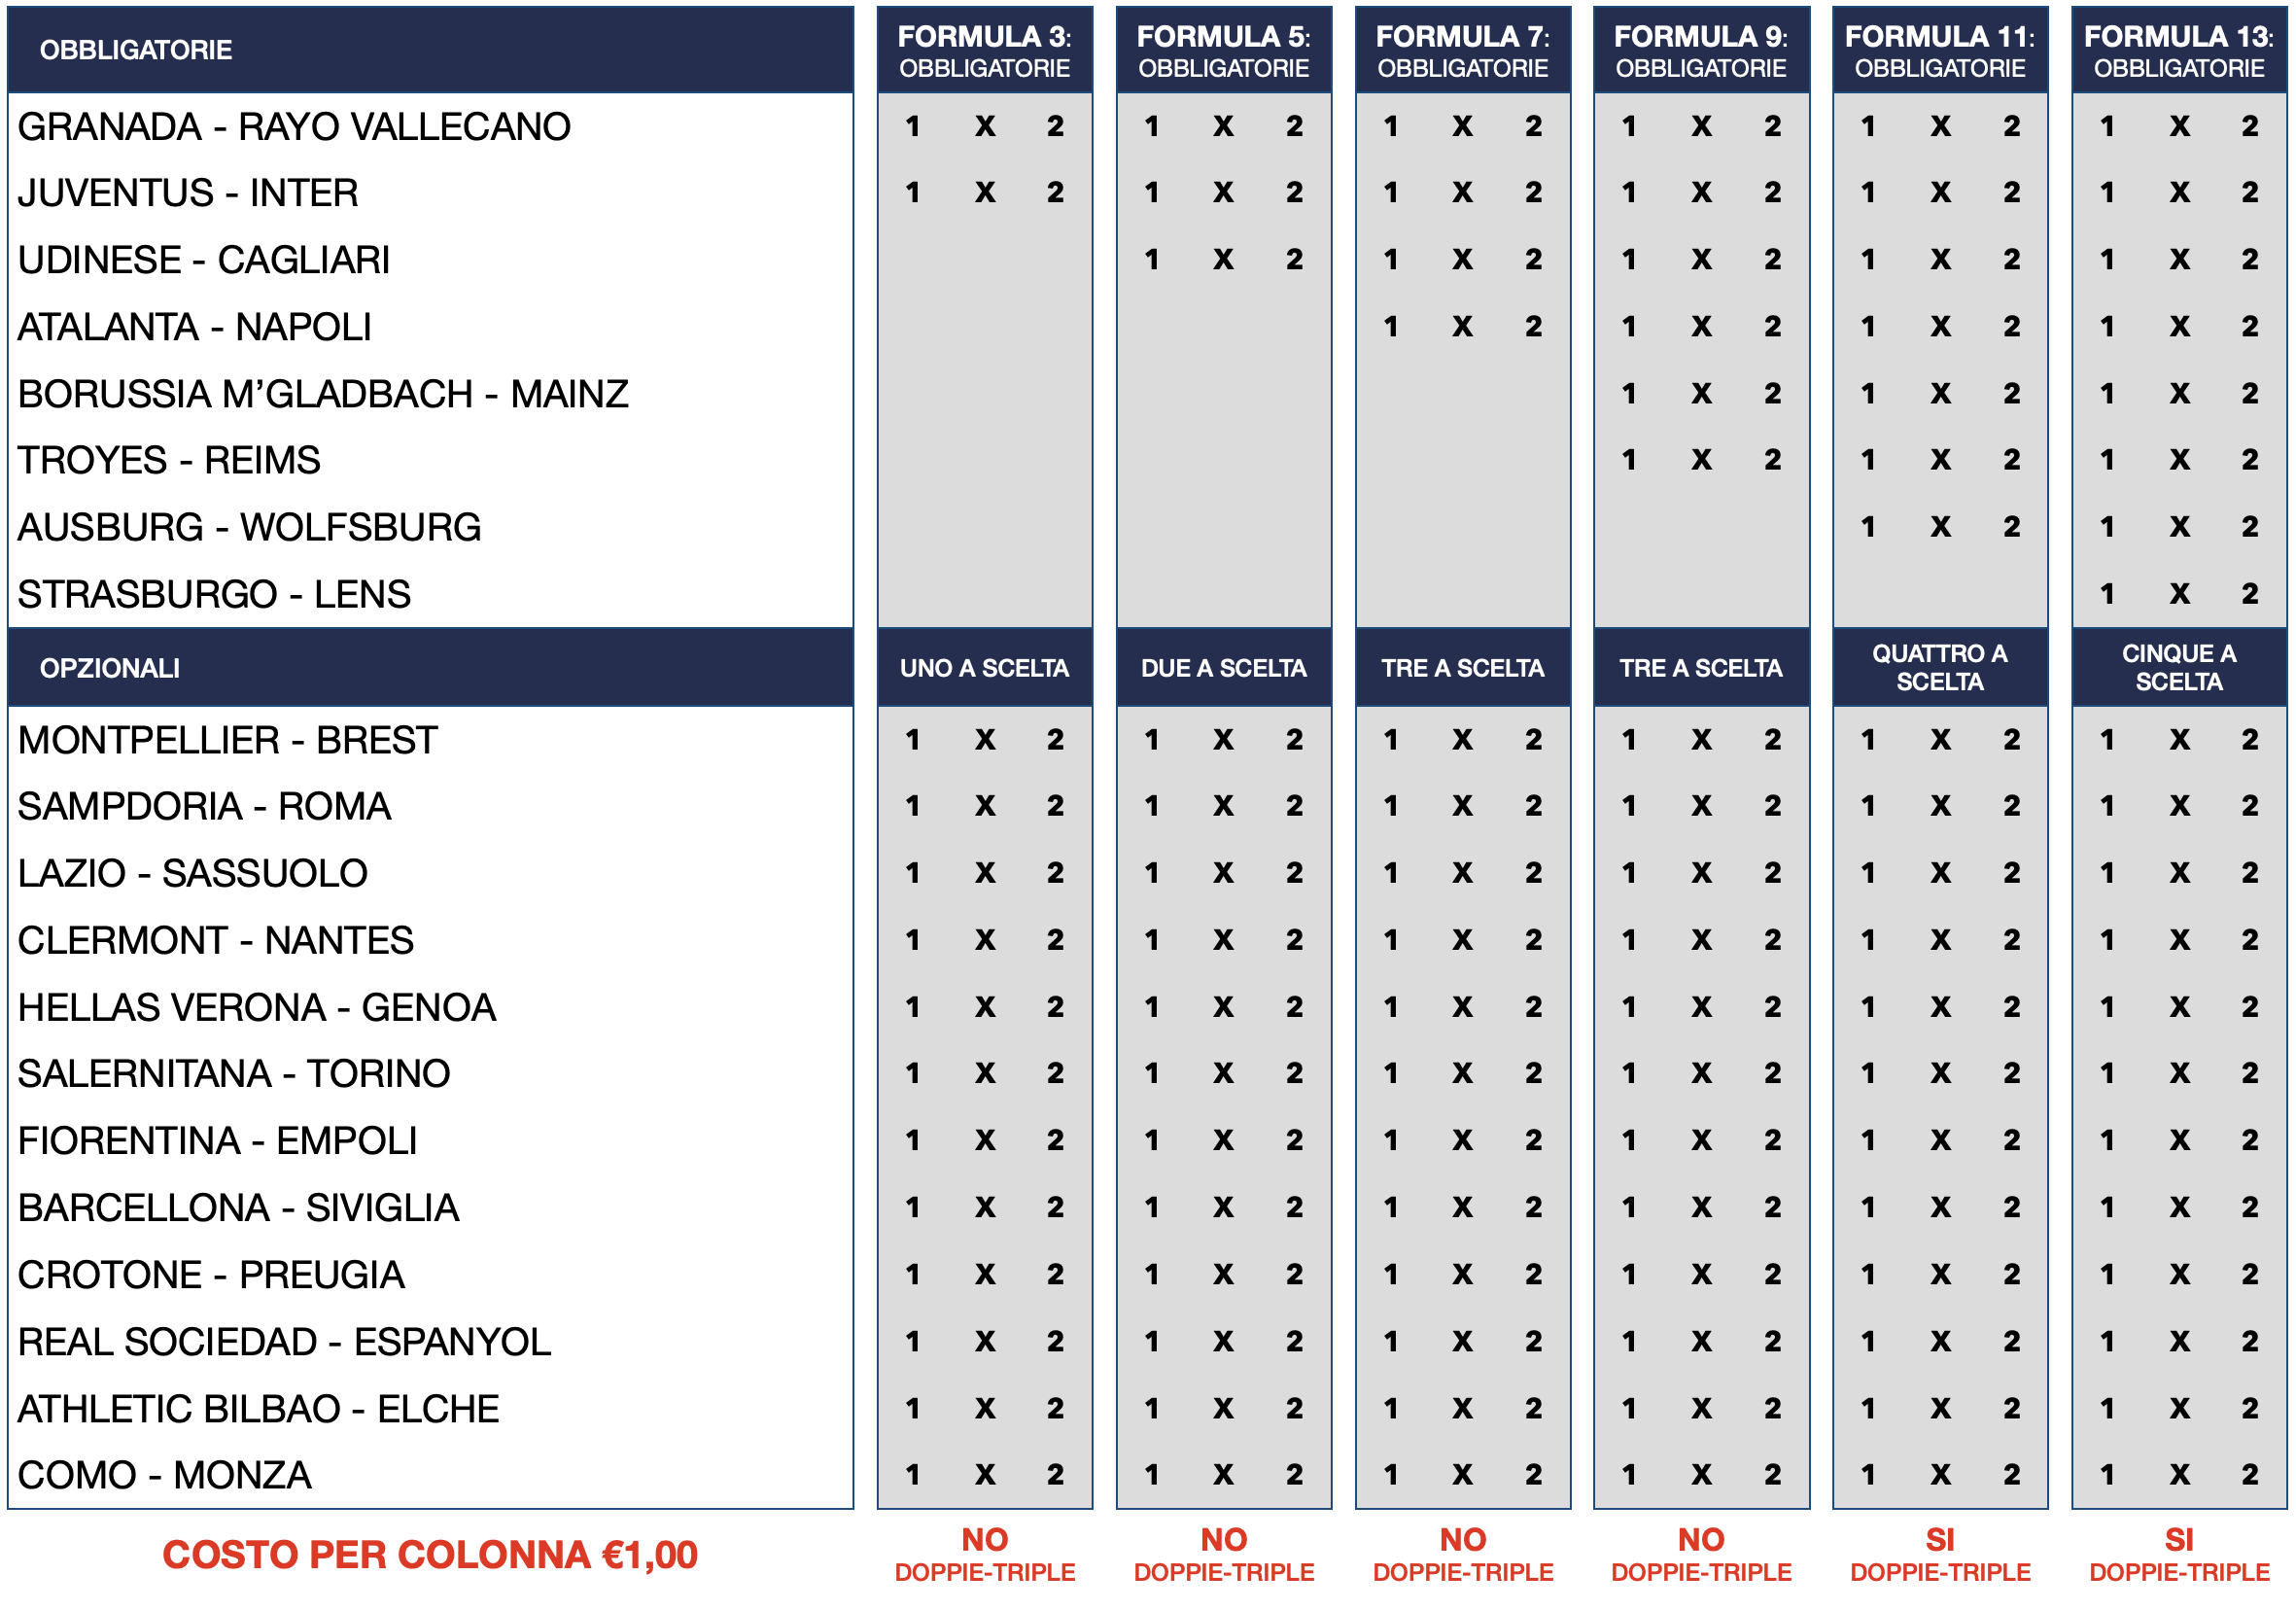 OBBLIGATORIE FORMULA 3: OBBLIGATORIE FORMULA 5: OBBLIGATORIE FORMULA 7: OBBLIGATORIE FORMULA 9: OBBLIGATORIE FORMULA 11: OBBLIGATORIE FORMULA 13: OBBLIGATORIE
GRANADA - RAYO VALLECANO 1 X 2 1 X 2 1 X 2 1 X 2 1 X 2 1 X 2
JUVENTUS - INTER 1 X 2 1 X 2 1 X 2 1 X 2 1 X 2 1 X 2
UDINESE - CAGLIARI 1 X 2 1 X 2 1 X 2 1 X 2 1 X 2
ATALANTA - NAPOLI 1 X 2 1 X 2 1 X 2 1 X 2
BORUSSIA M’GLADBACH - MAINZ 1 X 2 1 X 2 1 X 2
TROYES - REIMS 1 X 2 1 X 2 1 X 2
AUSBURG - WOLFSBURG 1 X 2 1 X 2
STRASBURGO - LENS 1 X 2
OPZIONALI UNO A SCELTA DUE A SCELTA TRE A SCELTA TRE A SCELTA QUATTRO A SCELTA CINQUE A SCELTA
MONTPELLIER - BREST 1 X 2 1 X 2 1 X 2 1 X 2 1 X 2 1 X 2
SAMPDORIA - ROMA 1 X 2 1 X 2 1 X 2 1 X 2 1 X 2 1 X 2
LAZIO - SASSUOLO 1 X 2 1 X 2 1 X 2 1 X 2 1 X 2 1 X 2
CLERMONT - NANTES 1 X 2 1 X 2 1 X 2 1 X 2 1 X 2 1 X 2
HELLAS VERONA - GENOA 1 X 2 1 X 2 1 X 2 1 X 2 1 X 2 1 X 2
SALERNITANA - TORINO 1 X 2 1 X 2 1 X 2 1 X 2 1 X 2 1 X 2
FIORENTINA - EMPOLI 1 X 2 1 X 2 1 X 2 1 X 2 1 X 2 1 X 2
BARCELLONA - SIVIGLIA 1 X 2 1 X 2 1 X 2 1 X 2 1 X 2 1 X 2
CROTONE - PREUGIA 1 X 2 1 X 2 1 X 2 1 X 2 1 X 2 1 X 2
REAL SOCIEDAD - ESPANYOL 1 X 2 1 X 2 1 X 2 1 X 2 1 X 2 1 X 2
ATHLETIC BILBAO - ELCHE 1 X 2 1 X 2 1 X 2 1 X 2 1 X 2 1 X 2
COMO - MONZA 1 X 2 1 X 2 1 X 2 1 X 2 1 X 2 1 X 2
COSTO PER COLONNA €1,00 NO DOPPIE-TRIPLE NO DOPPIE-TRIPLE NO DOPPIE-TRIPLE NO DOPPIE-TRIPLE SI DOPPIE-TRIPLE SI DOPPIE-TRIPLE